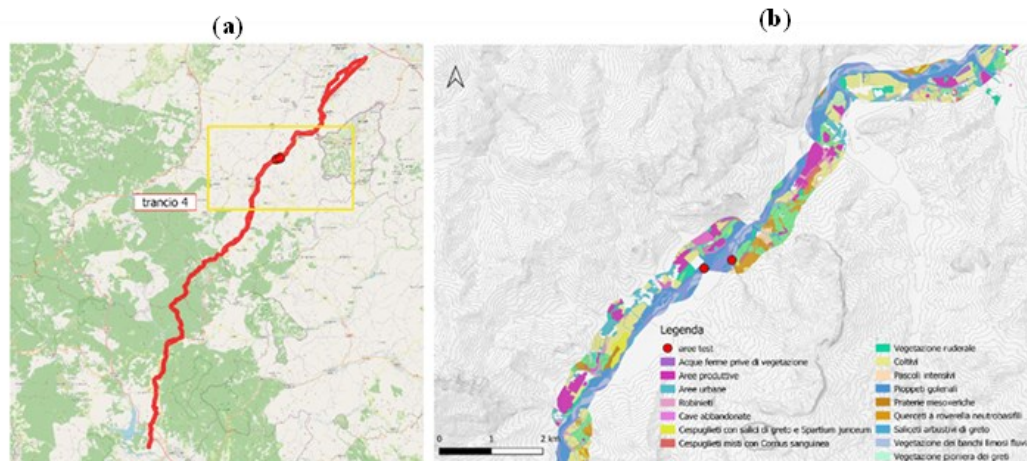 (a)
(b)
trancio 4
Legenda
aree test
Acque ferme prive di vegetazione
Aree produttive
Aree urbane
Robinieti
Cave abbandonate
Cespuglieti con salici di greto e Spartium junceum
Cespuglieti misti con Cornus sanguinea
Vegetazione ruderale
Coltivi
Pascoli intensivi
Pioppeti golenali
Praterie mesoxeriche
Querceti a roverella neutrobasifili
Saliceti arbustivi di greto
Vegetazione dei banchi limosi fluvi
Vegetazione pioniera dei greti
0 1 2 km